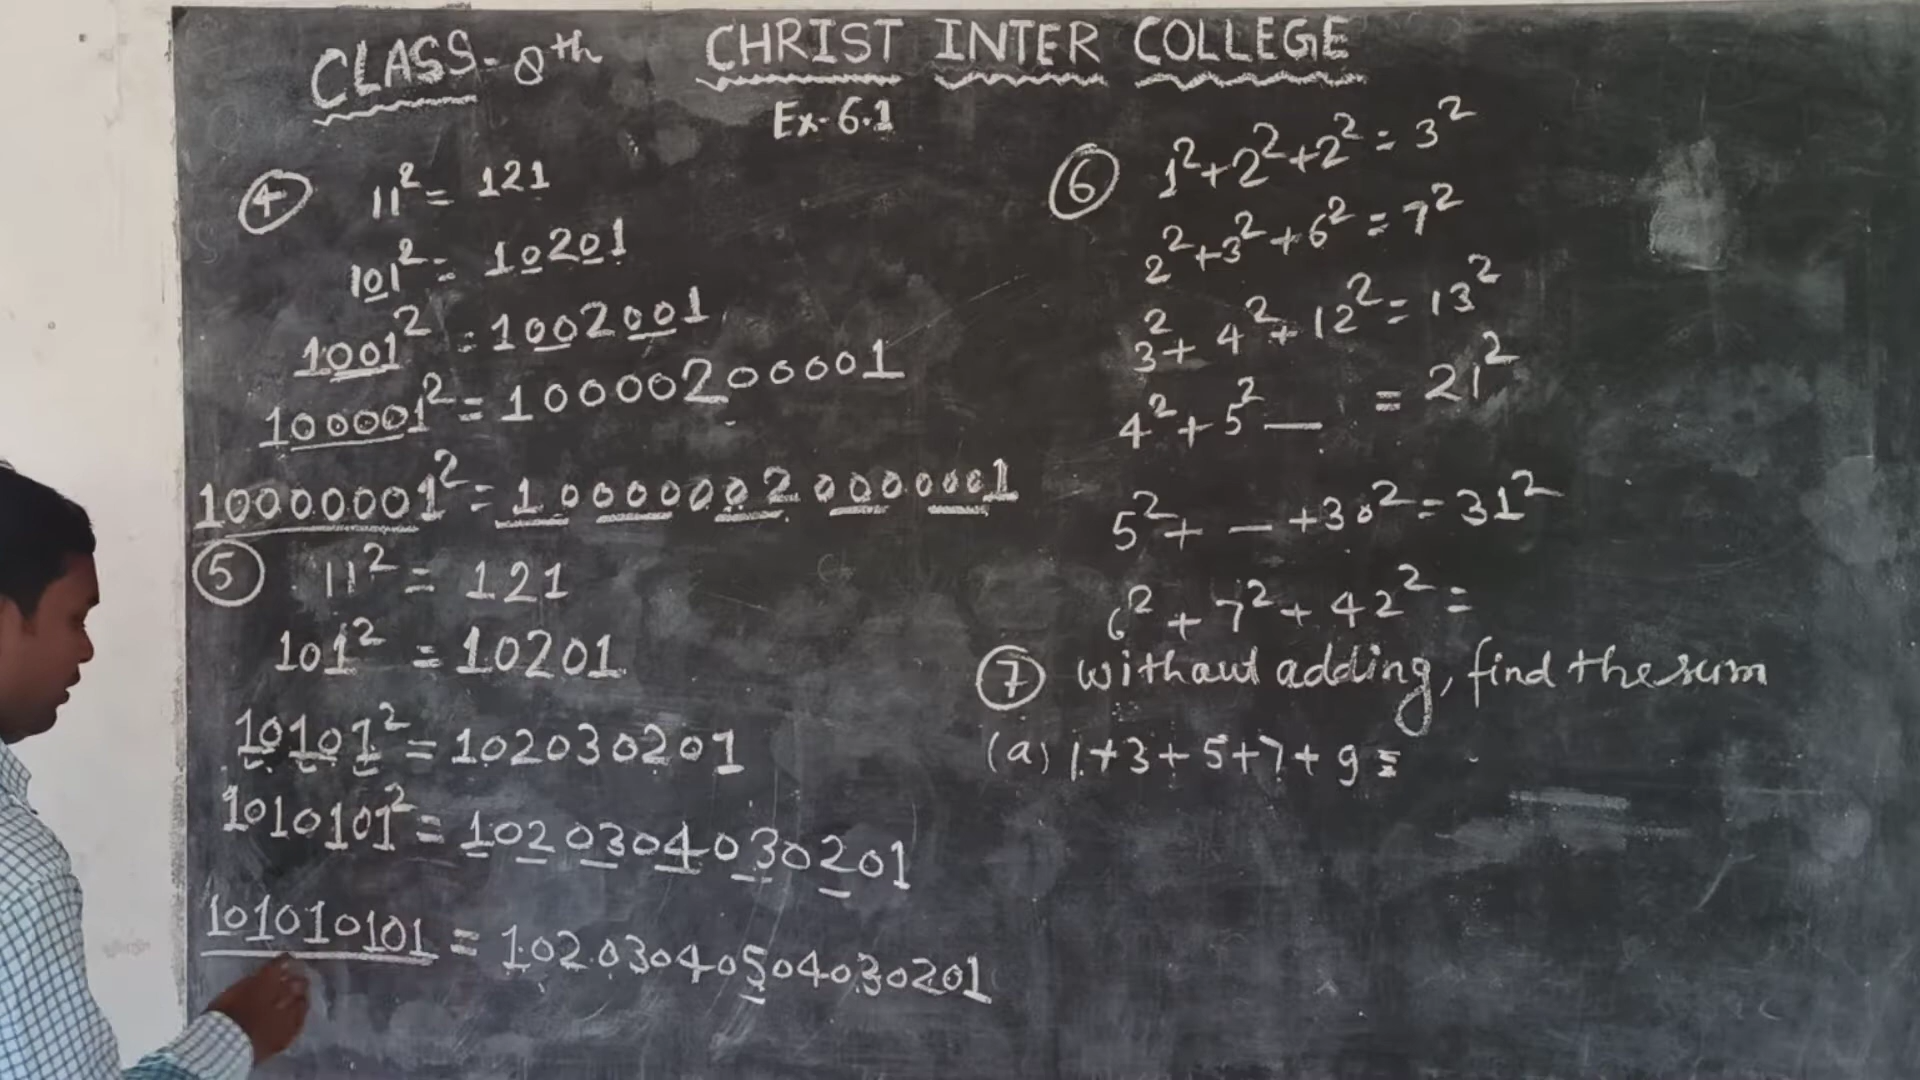 CLASS-8th CHRIST INTER COLLEGE
Ex-6.1
④ 11² = 121
101² = 10201
1001² = 1002001
100001² = 10000200001
10000001² = 1000000200000001
⑤ 11² = 121
101² = 10201
10101² = 102030201
1010101² = 1020304030201
101010101 = 10203040504030201
⑥ 1²+2²+2² = 3²
2²+3²+6² = 7²
3²+4²+12² = 13²
4²+5² — = 21²
5²+ — +30² = 31²
6²+7²+42² =
⑦ without adding, find the sum
(a) 1+3+5+7+9 =